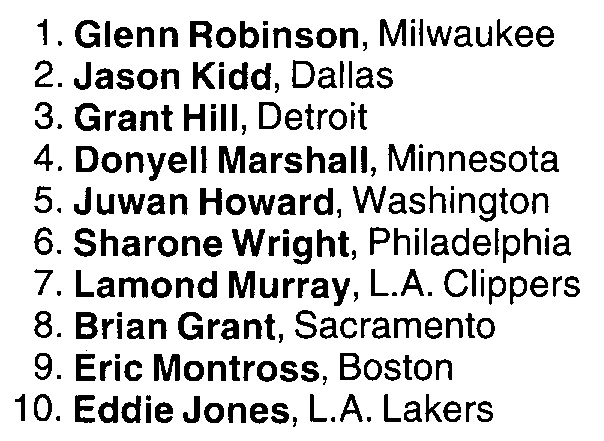 1. Glenn Robinson, Milwaukee
2. Jason Kidd, Dallas
3. Grant Hill, Detroit
4. Donyell Marshall, Minnesota
5. Juwan Howard, Washington
6. Sharone Wright, Philadelphia
7. Lamond Murray, L.A. Clippers
8. Brian Grant, Sacramento
9. Eric Montross, Boston
10. Eddie Jones, L.A. Lakers